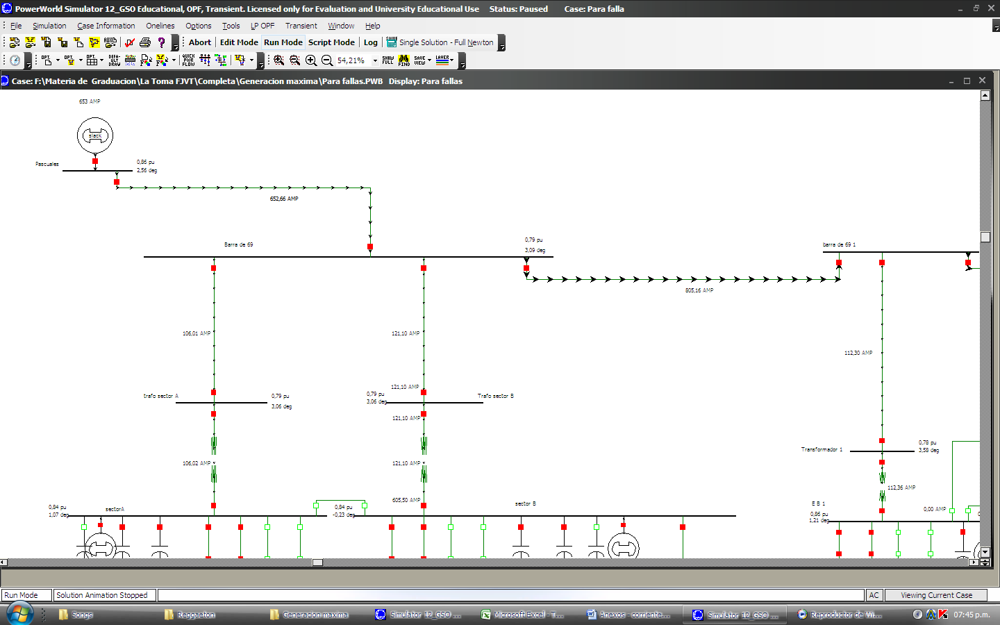 PowerWorld Simulator 12_GSO Educational, OPF, Transient. Licensed only for Evaluation and University Educational Use    Status: Paused    Case: Para falla
File Simulation Case Information Onelines Options Tools LP OPF Transient Window Help
Abort Edit Mode Run Mode Script Mode Log Single Solution - Full Newton
54,21%
Case: F:\Materia de Graduacion\La Toma FJVT\Completa\Generacion maxima\Para fallas.PWB   Display: Para fallas
653 AMP
slack
Pascuales
0,86 pu
2,56 deg
652,66 AMP
Barra de 69
0,79 pu
3,09 deg
barra de 69 1
805,16 AMP
106,01 AMP
121,10 AMP
112,30 AMP
121,10 AMP
trafo sector A
0,79 pu
3,06 deg
0,79 pu
3,06 deg
Trafo sector B
121,10 AMP
Transformador 1
0,78 pu
3,58 deg
106,02 AMP
121,10 AMP
112,36 AMP
605,50 AMP
0,84 pu
1,07 deg
sectorA
0,84 pu
-0,23 deg
sector B
E B 1
0,86 pu
1,21 deg
0,00 AMP
Run Mode
Solution Animation Stopped
AC
Viewing Current Case
Songs
Reggaeton
Generacion maxima
Simulator 12_GSO ...
Microsoft Excel - T...
Anexos - corriente...
Simulator 12_GSO ...
Reproductor de Wi...
07:45 p.m.